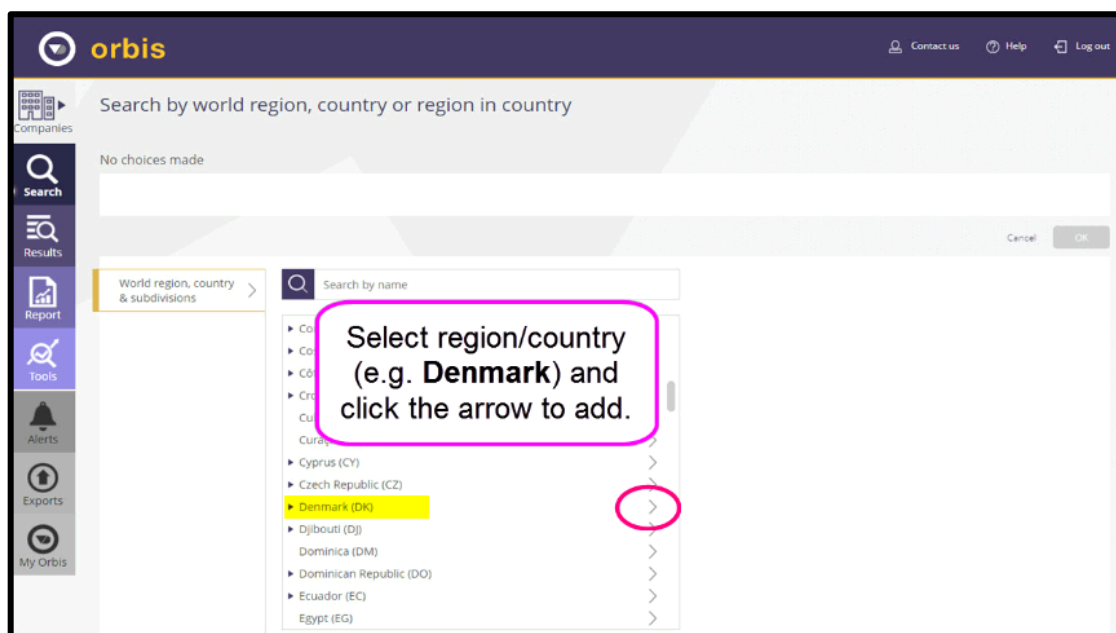 orbis
Contact us
Help
Log out
Companies
Search by world region, country or region in country
No choices made
Search
Results
Cancel
OK
Report
World region, country
& subdivisions
Search by name
Tools
Select region/country
(e.g. Denmark) and
click the arrow to add.
Alerts
Cyprus (CY)
Czech Republic (CZ)
Exports
Denmark (DK)
Djibouti (DJ)
My Orbis
Dominica (DM)
Dominican Republic (DO)
Ecuador (EC)
Egypt (EG)